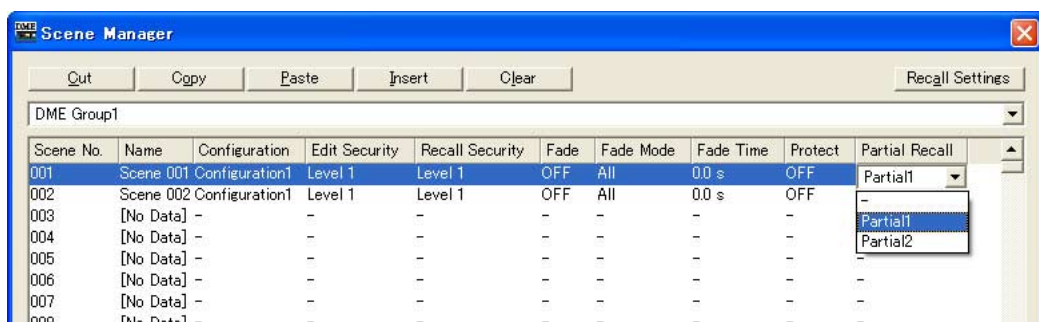 DME Scene Manager
Cut Copy Paste Insert Clear Recall Settings
DME Group1
Scene No. Name Configuration Edit Security Recall Security Fade Fade Mode Fade Time Protect Partial Recall
001 Scene 001 Configuration1 Level 1 Level 1 OFF All 0.0 s OFF Partial1
002 Scene 002 Configuration1 Level 1 Level 1 OFF All 0.0 s OFF –
003 [No Data] – – – – – – –
Partial1
004 [No Data] – – – – – – –
Partial2
005 [No Data] – – – – – – – –
006 [No Data] – – – – – – – –
007 [No Data] – – – – – – – –
[No Data] – – – – – – – –